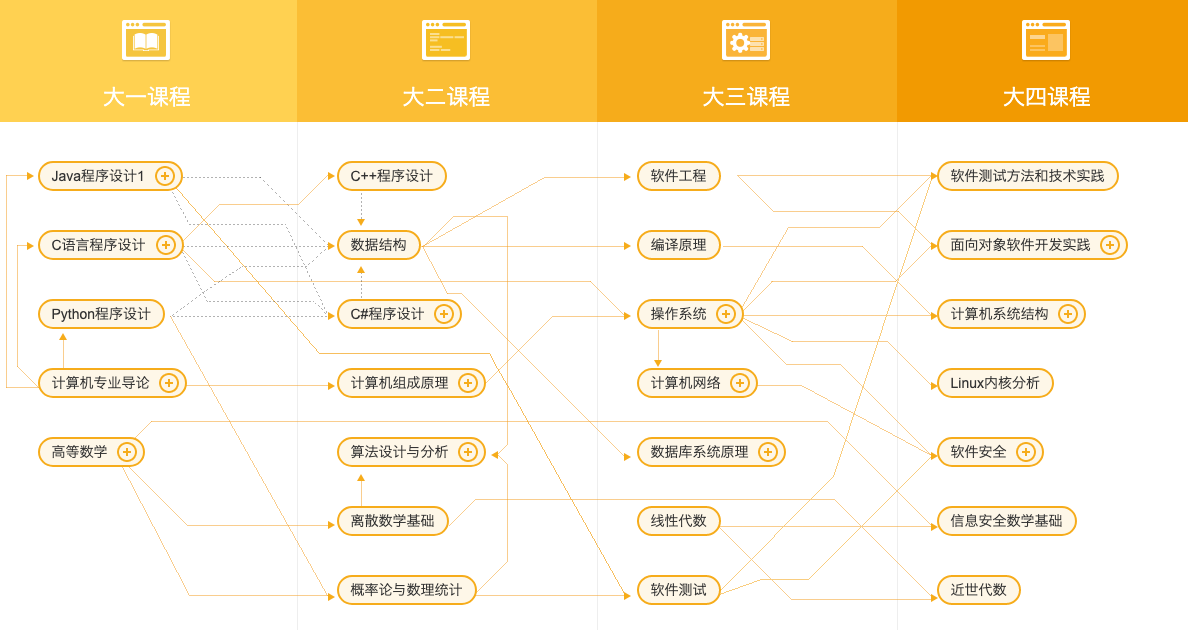 大一课程
大二课程
大三课程
大四课程
Java程序设计1
C++程序设计
软件工程
软件测试方法和技术实践
C语言程序设计
数据结构
编译原理
面向对象软件开发实践
Python程序设计
C#程序设计
操作系统
计算机系统结构
计算机专业导论
计算机组成原理
计算机网络
Linux内核分析
高等数学
算法设计与分析
数据库系统原理
软件安全
离散数学基础
线性代数
信息安全数学基础
概率论与数理统计
软件测试
近世代数